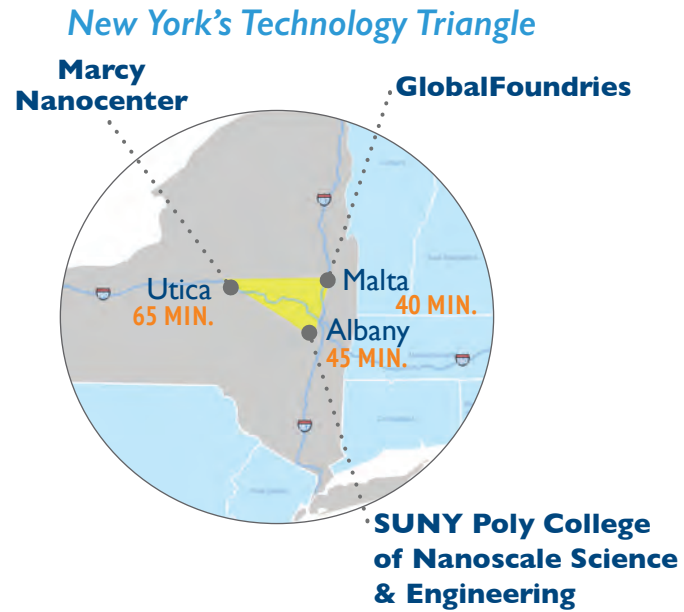 New York's Technology Triangle
Marcy
Nanocenter
GlobalFoundries
Utica
65 MIN.
Malta
40 MIN.
Albany
45 MIN.
SUNY Poly College
of Nanoscale Science
& Engineering